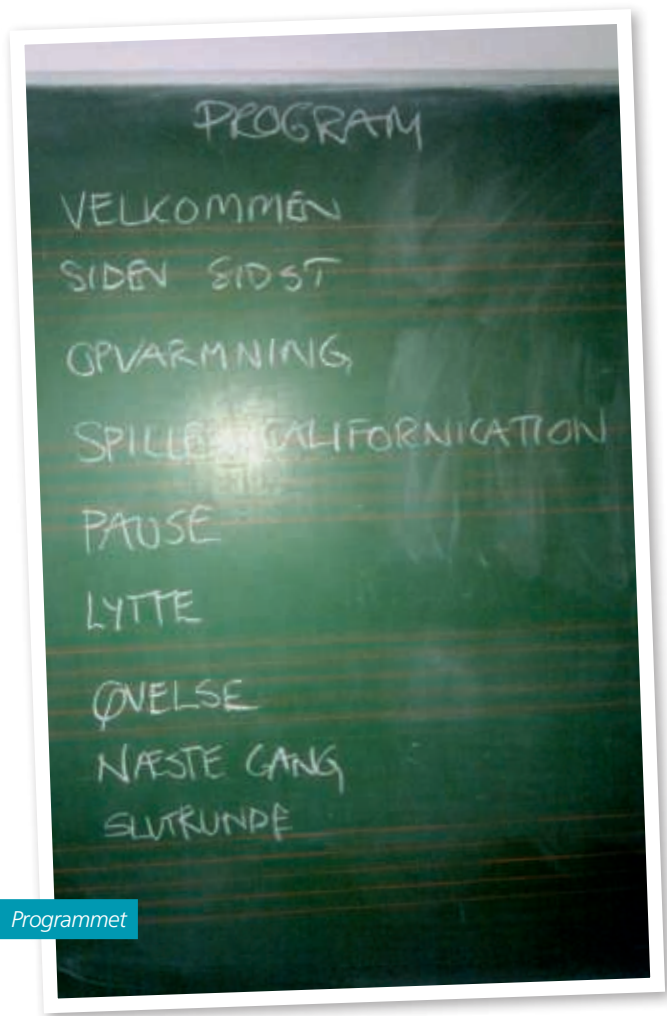 PROGRAM
VELKOMMEN
SIDEN SIDST
OPVARMNING
SPILLE CALIFORNICATION
PAUSE
LYTTE
ØVELSE
NÆSTE GANG
SLUTRUNDE
Programmet